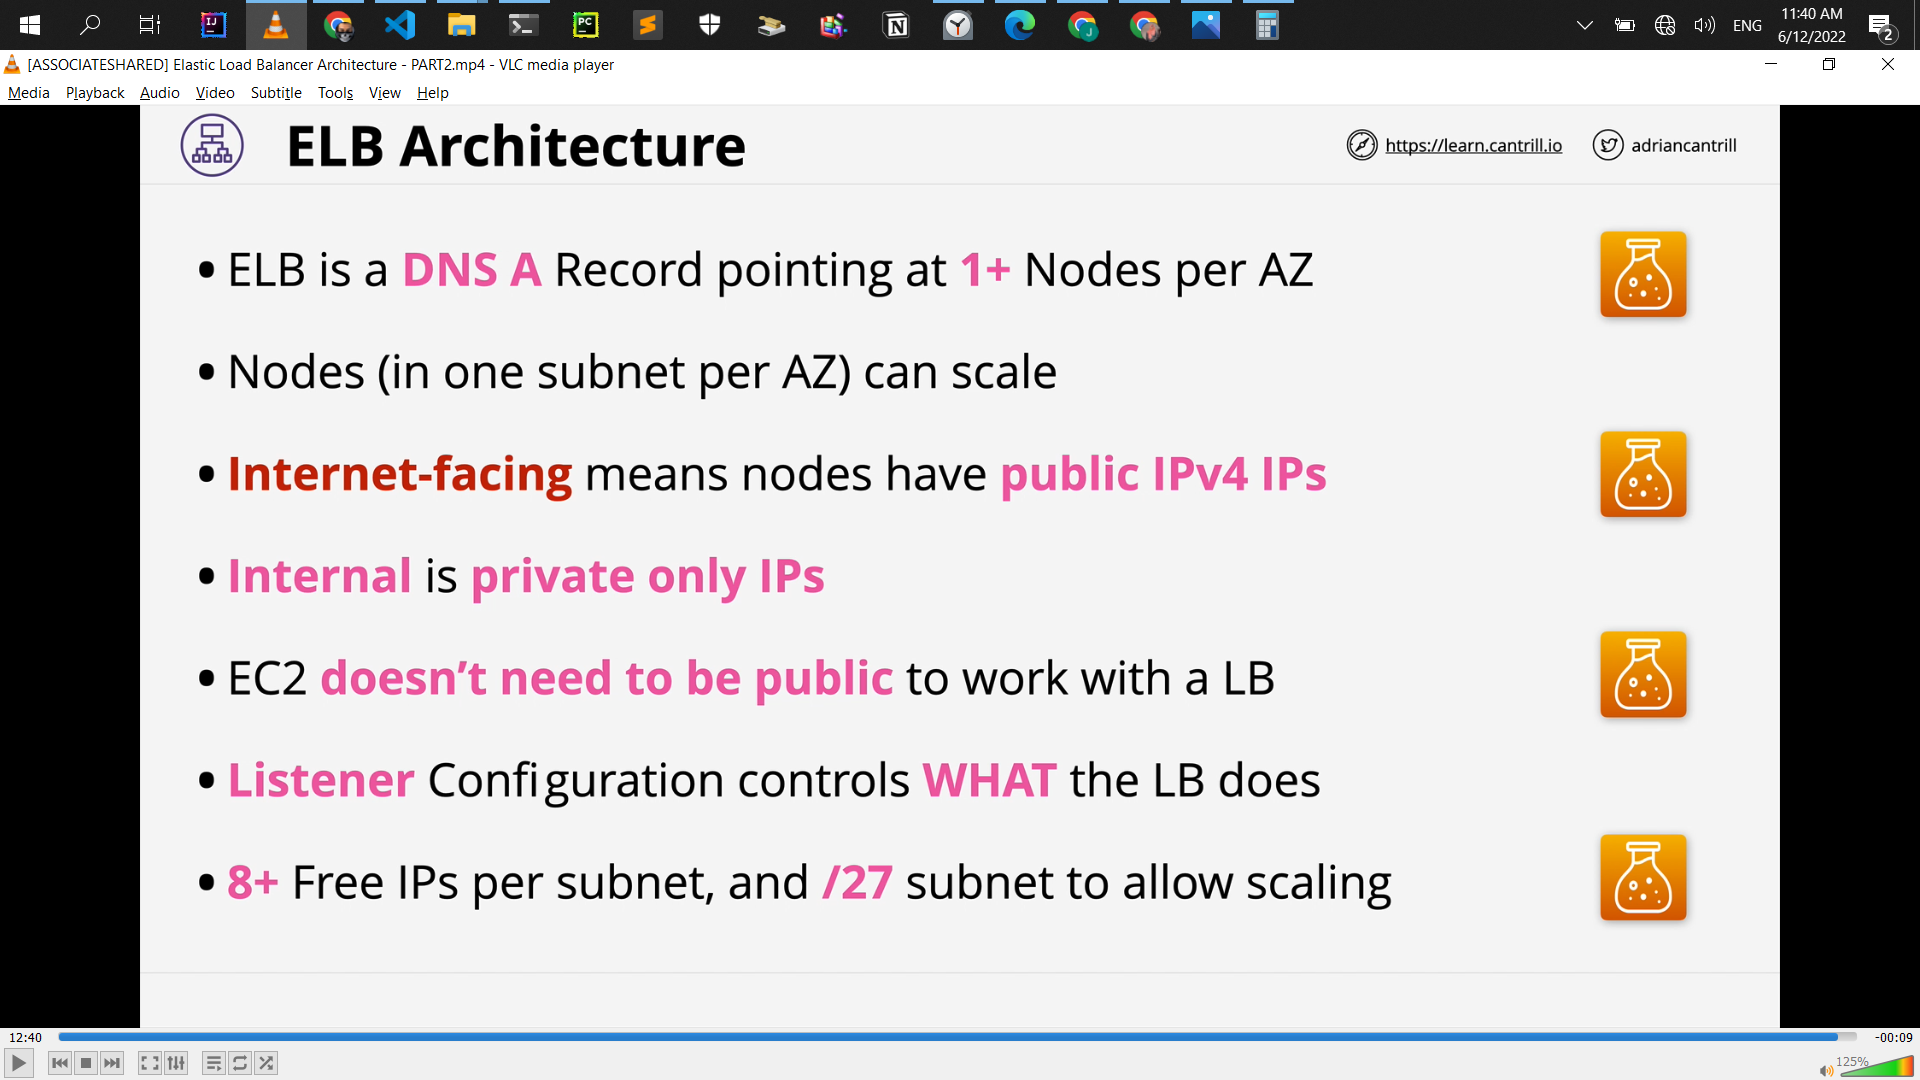 11:40 AM
ENG
6/12/2022
2
[ASSOCIATESHARED] Elastic Load Balancer Architecture - PART2.mp4 - VLC media player
Media Playback Audio Video Subtitle Tools View Help
ELB Architecture
https://learn.cantrill.io
adriancantrill
• ELB is a DNS A Record pointing at 1+ Nodes per AZ
• Nodes (in one subnet per AZ) can scale
• Internet-facing means nodes have public IPv4 IPs
• Internal is private only IPs
• EC2 doesn’t need to be public to work with a LB
• Listener Configuration controls WHAT the LB does
• 8+ Free IPs per subnet, and /27 subnet to allow scaling
12:40
-00:09
125%
IJ
PC
J